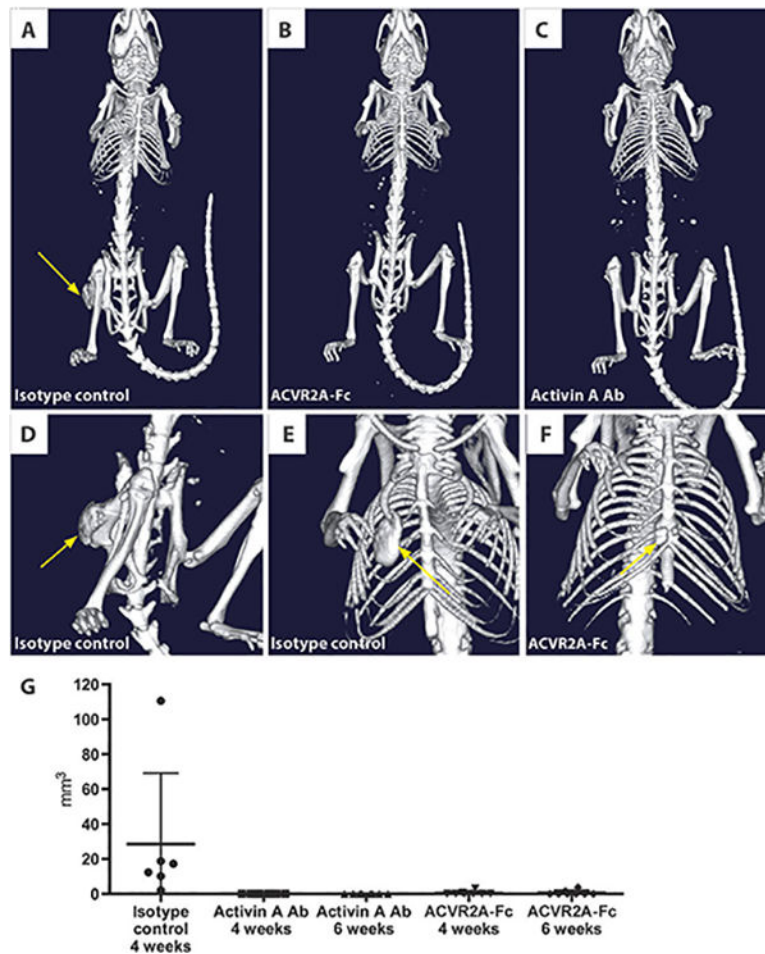 A
B
C
Isotype control
ACVR2A-Fc
Activin A Ab
D
E
F
Isotype control
Isotype control
ACVR2A-Fc
G
120
100
80
60
40
20
0
mm³
Isotype
control
4 weeks
Activin A Ab
4 weeks
Activin A Ab
6 weeks
ACVR2A-Fc
4 weeks
ACVR2A-Fc
6 weeks